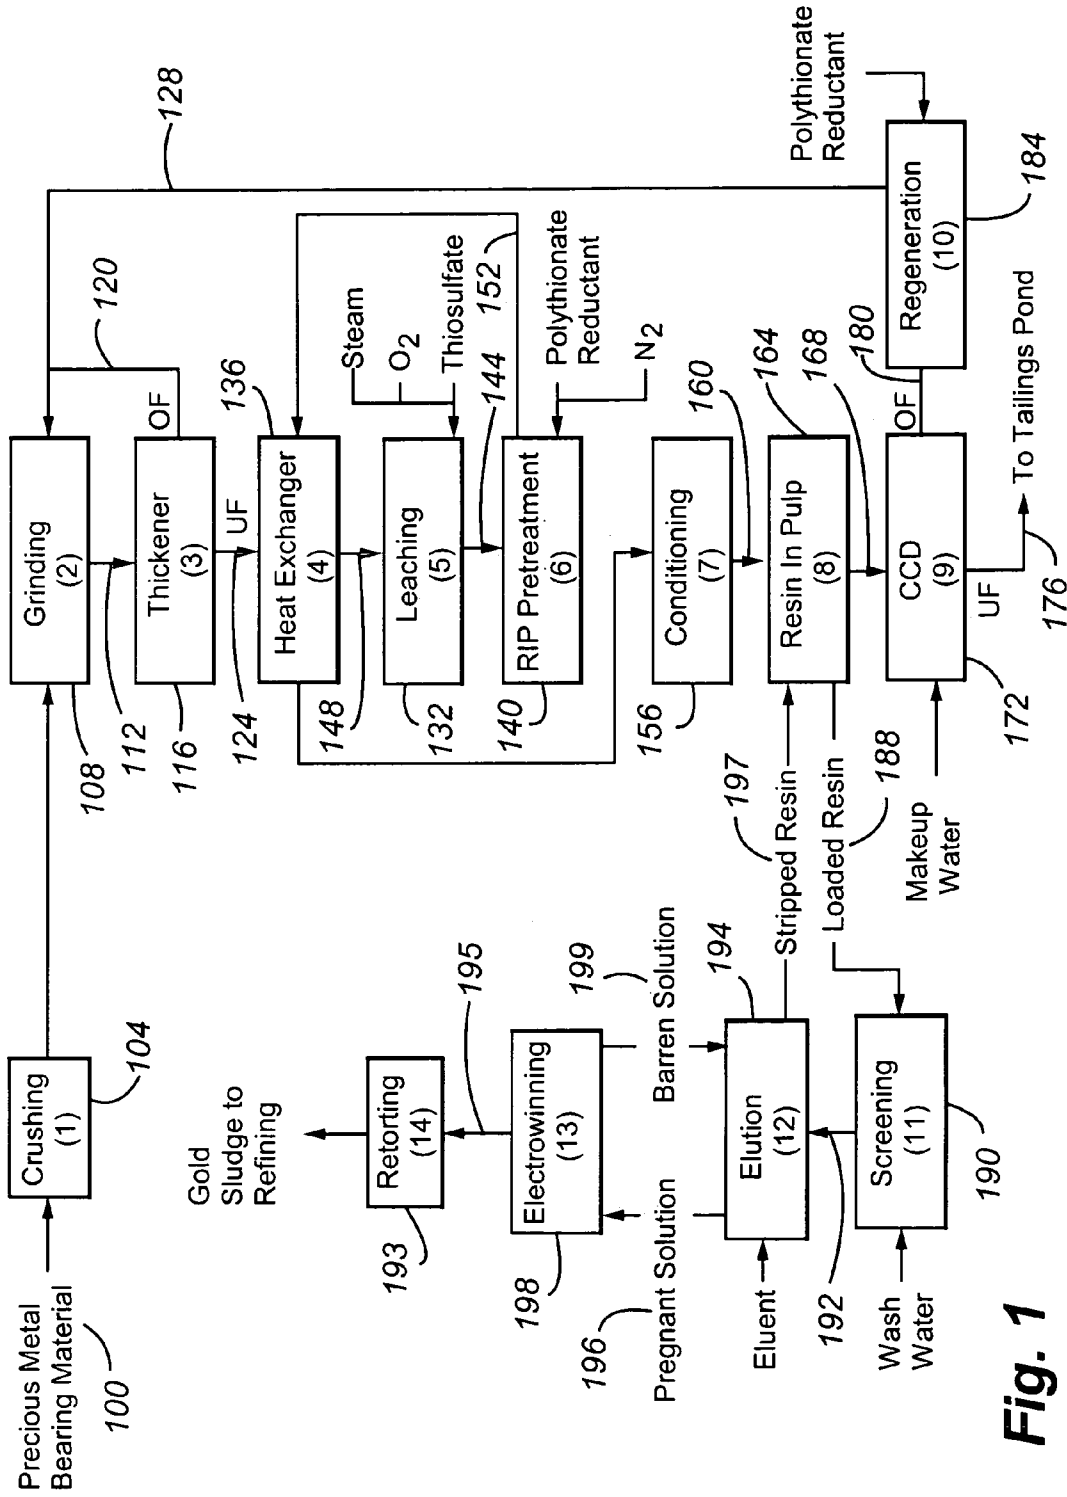 Precious Metal
Bearing Material
100
Crushing
(1)
104
Grinding
(2)
108
112
Thickener
(3)
116
OF
120
128
UF
124
136
Heat Exchanger
(4)
148
Steam
O2
Thiosulfate
Leaching
(5)
132
144
152
RIP Pretreatment
(6)
140
Polythionate
Reductant
N2
Conditioning
(7)
156
160
Resin In Pulp
(8)
164
168
197
Stripped Resin
Loaded Resin
188
CCD
(9)
172
Makeup
Water
OF
180
UF
176
To Tailings Pond
Regeneration
(10)
184
Polythionate
Reductant
Gold
Sludge to
Refining
Retorting
(14)
193
195
Electrowinning
(13)
198
199
Barren Solution
196
Pregnant Solution
Elution
(12)
194
Eluent
192
Screening
(11)
190
Wash
Water
Fig. 1